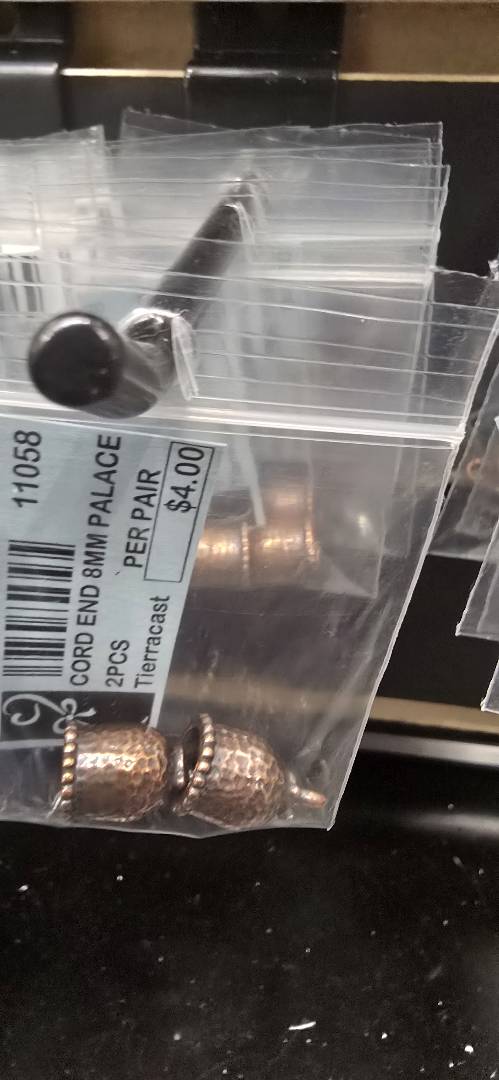 11058
CORD END 8MM PALACE
2PCS PER PAIR
Tierracast $4.00